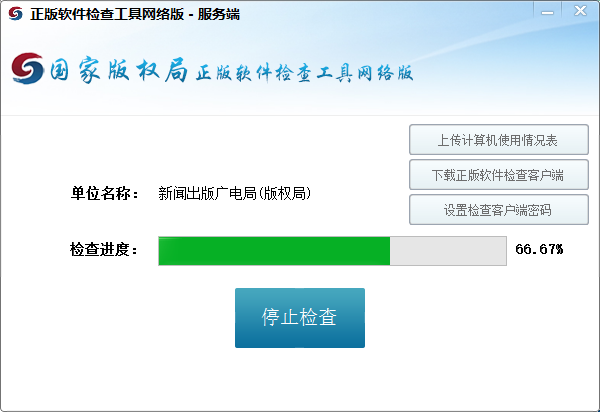 正版软件检查工具网络版 - 服务端
国家版权局正版软件检查工具网络版
上传计算机使用情况表
下载正版软件检查客户端
设置检查客户端密码
单位名称： 新闻出版广电局(版权局)
检查进度： 66.67%
停止检查